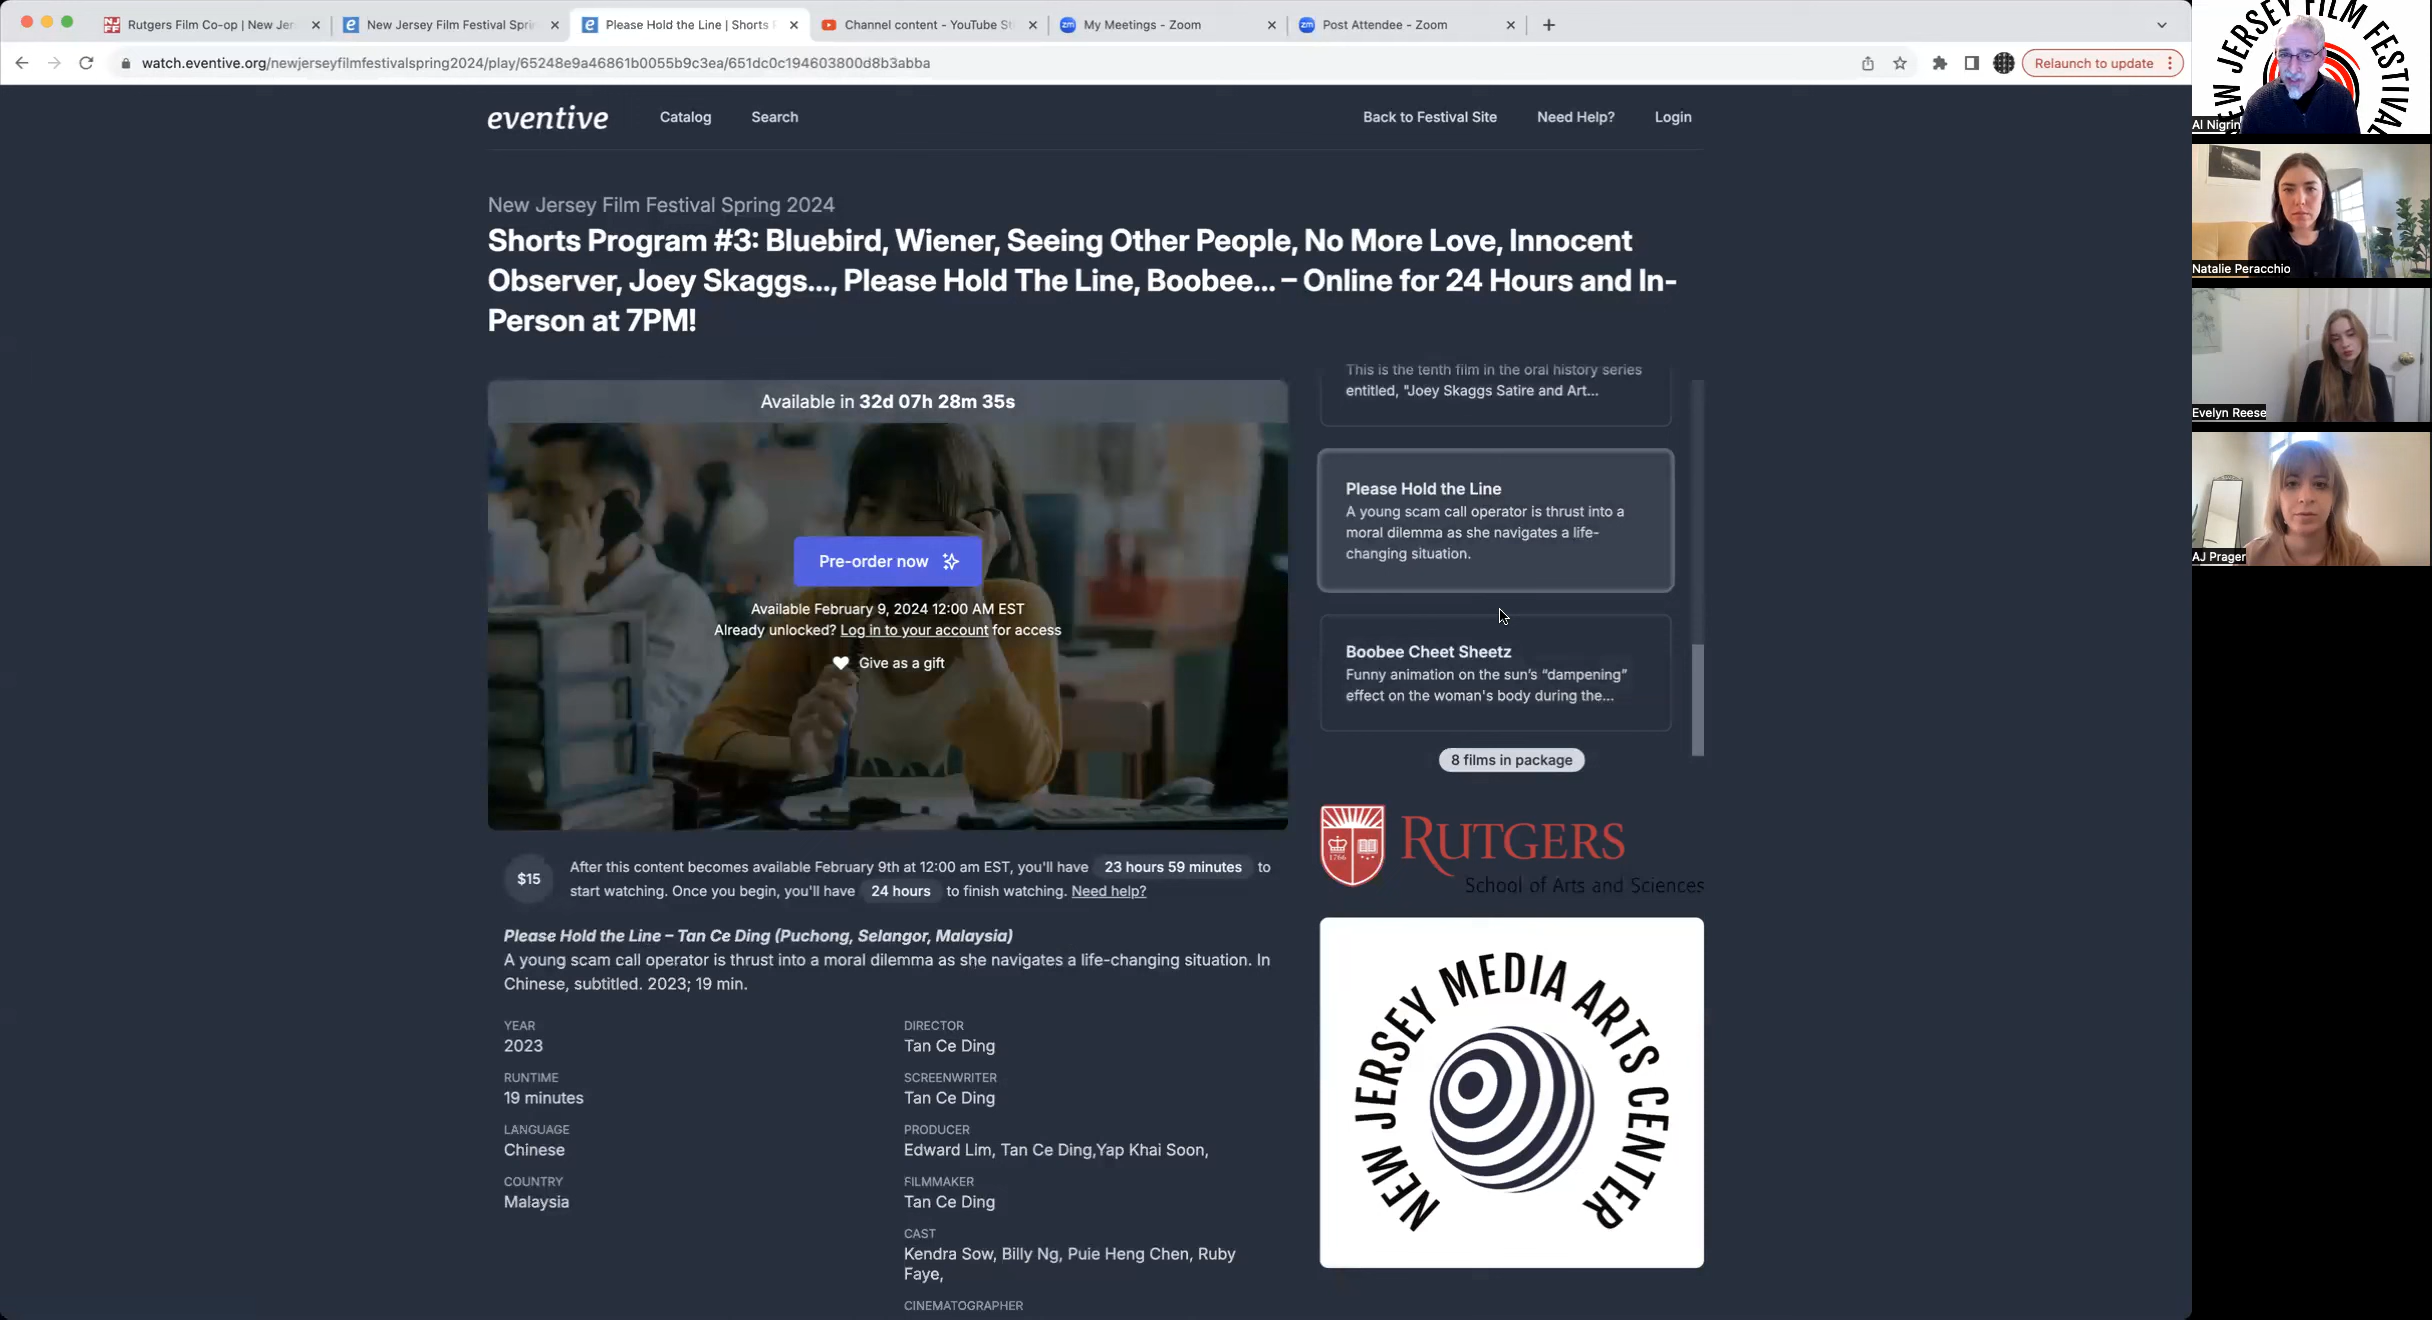 Rutgers Film Co-op | New Jer
New Jersey Film Festival Spri
Please Hold the Line | Shorts
Channel content - YouTube St
My Meetings - Zoom
Post Attendee - Zoom
watch.eventive.org/newjerseyfilmfestivalspring2024/play/65248e9a46861b0055b9c3ea/651dc0c194603800d8b3abba
Relaunch to update
eventive
Catalog
Search
Back to Festival Site
Need Help?
Login
New Jersey Film Festival Spring 2024
Shorts Program #3: Bluebird, Wiener, Seeing Other People, No More Love, Innocent
Observer, Joey Skaggs..., Please Hold The Line, Boobee... – Online for 24 Hours and In-
Person at 7PM!
Available in 32d 07h 28m 35s
Pre-order now
Available February 9, 2024 12:00 AM EST
Already unlocked? Log in to your account for access
Give as a gift
This is the tenth film in the oral history series
entitled, "Joey Skaggs Satire and Art...
Please Hold the Line
A young scam call operator is thrust into a
moral dilemma as she navigates a life-
changing situation.
Boobee Cheet Sheetz
Funny animation on the sun's “dampening”
effect on the woman's body during the...
8 films in package
$15
After this content becomes available February 9th at 12:00 am EST, you'll have 23 hours 59 minutes to
start watching. Once you begin, you'll have 24 hours to finish watching. Need help?
Please Hold the Line – Tan Ce Ding (Puchong, Selangor, Malaysia)
A young scam call operator is thrust into a moral dilemma as she navigates a life-changing situation. In
Chinese, subtitled. 2023; 19 min.
YEAR
2023
RUNTIME
19 minutes
LANGUAGE
Chinese
COUNTRY
Malaysia
DIRECTOR
Tan Ce Ding
SCREENWRITER
Tan Ce Ding
PRODUCER
Edward Lim, Tan Ce Ding,Yap Khai Soon,
FILMMAKER
Tan Ce Ding
CAST
Kendra Sow, Billy Ng, Puie Heng Chen, Ruby
Faye,
CINEMATOGRAPHER
1766
RUTGERS
School of Arts and Sciences
NEW JERSEY MEDIA ARTS CENTER
NEW JERSEY FILM FESTIVAL
Al Nigrin
Natalie Peracchio
Evelyn Reese
AJ Prager